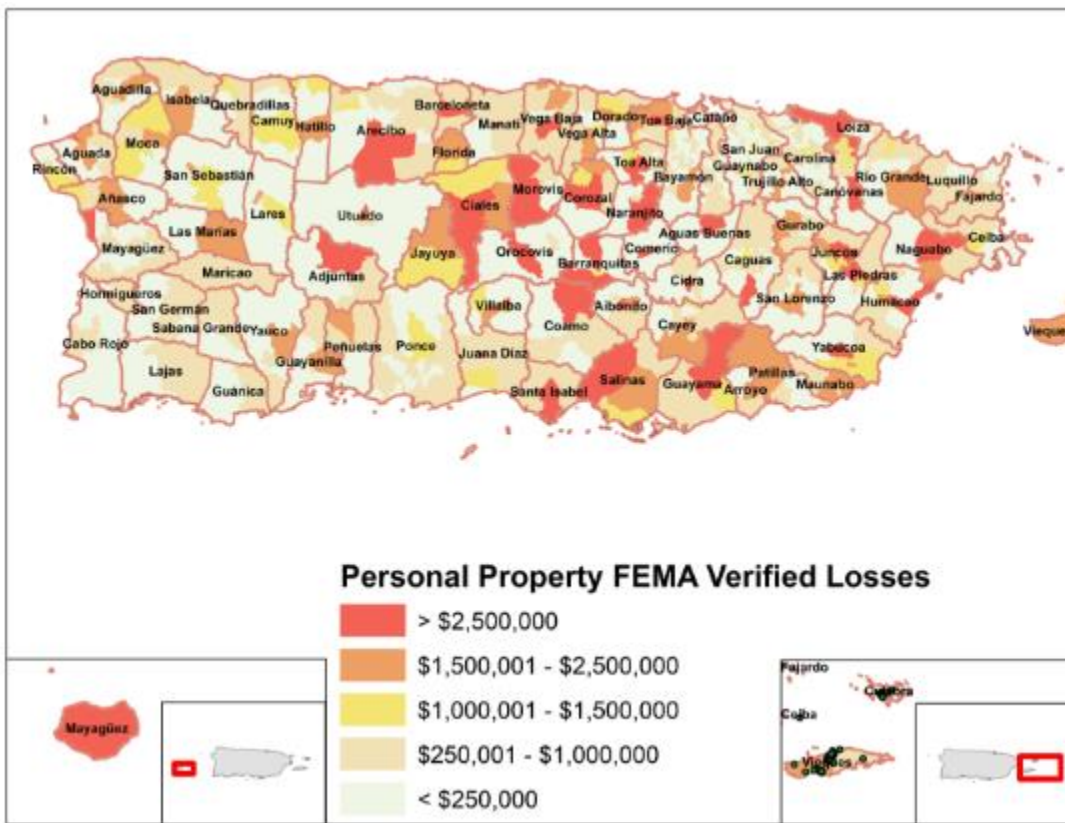 Aguadilla
Isabela
Quebradillas
Camuy
Hatillo
Arecibo
Barceloneta
Manatí
Florida
Vega Baja
Vega Alta
Dorado
Toa Baja
Cataño
Loiza
San Juan
Guaynabo
Carolina
Trujillo Alto
Canóvanas
Rio Grande
Luquillo
Fajardo
Aguada
Rincón
Moca
San Sebastián
Añasco
Lares
Utuado
Ciales
Morovis
Corozal
Toa Alta
Bayamón
Naranjito
Las Marías
Mayagüez
Maricao
Adjuntas
Jayuya
Orocovis
Barranquitas
Comerio
Aguas Buenas
Caguas
Gurabo
Juncos
Naguabo
Ceiba
Las Piedras
Humacao
Hormigueros
San Germán
Sabana Grande
Yauco
Villalba
Coamo
Aibonito
Cidra
Cayey
San Lorenzo
Yabucoa
Cabo Rojo
Lajas
Guánica
Guayanilla
Peñuelas
Ponce
Juana Díaz
Santa Isabel
Salinas
Guayama
Arroyo
Patillas
Maunabo
Personal Property FEMA Verified Losses
> $2,500,000
$1,500,001 - $2,500,000
$1,000,001 - $1,500,000
$250,001 - $1,000,000
< $250,000
Mayagüez
Fajardo
Ceiba